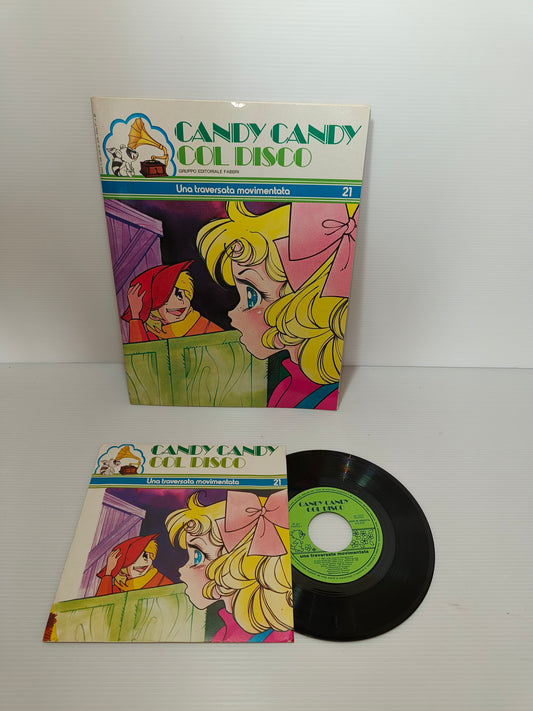 CANDY CANDY
COL DISCO
GRUPPO EDITORIALE FABBRI
Una traversata movimentata 21
CANDY CANDY
COL DISCO
Una traversata movimentata 21
CANDY CANDY
COL DISCO
una traversata movimentata